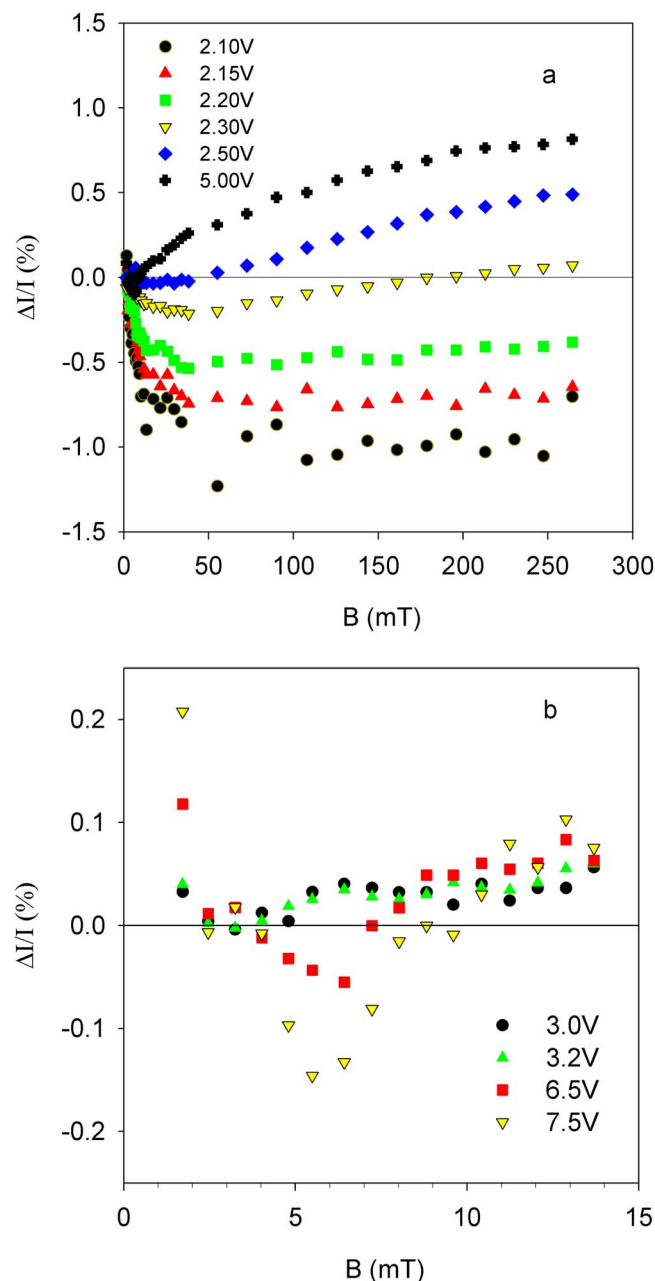 1.5
1.0
0.5
0.0
-0.5
-1.0
-1.5
ΔI/I (%)
2.10V
2.15V
2.20V
2.30V
2.50V
5.00V
a
0 50 100 150 200 250 300
B (mT)
0.2
0.1
0.0
-0.1
-0.2
ΔI/I (%)
b
3.0V
3.2V
6.5V
7.5V
0 5 10 15
B (mT)